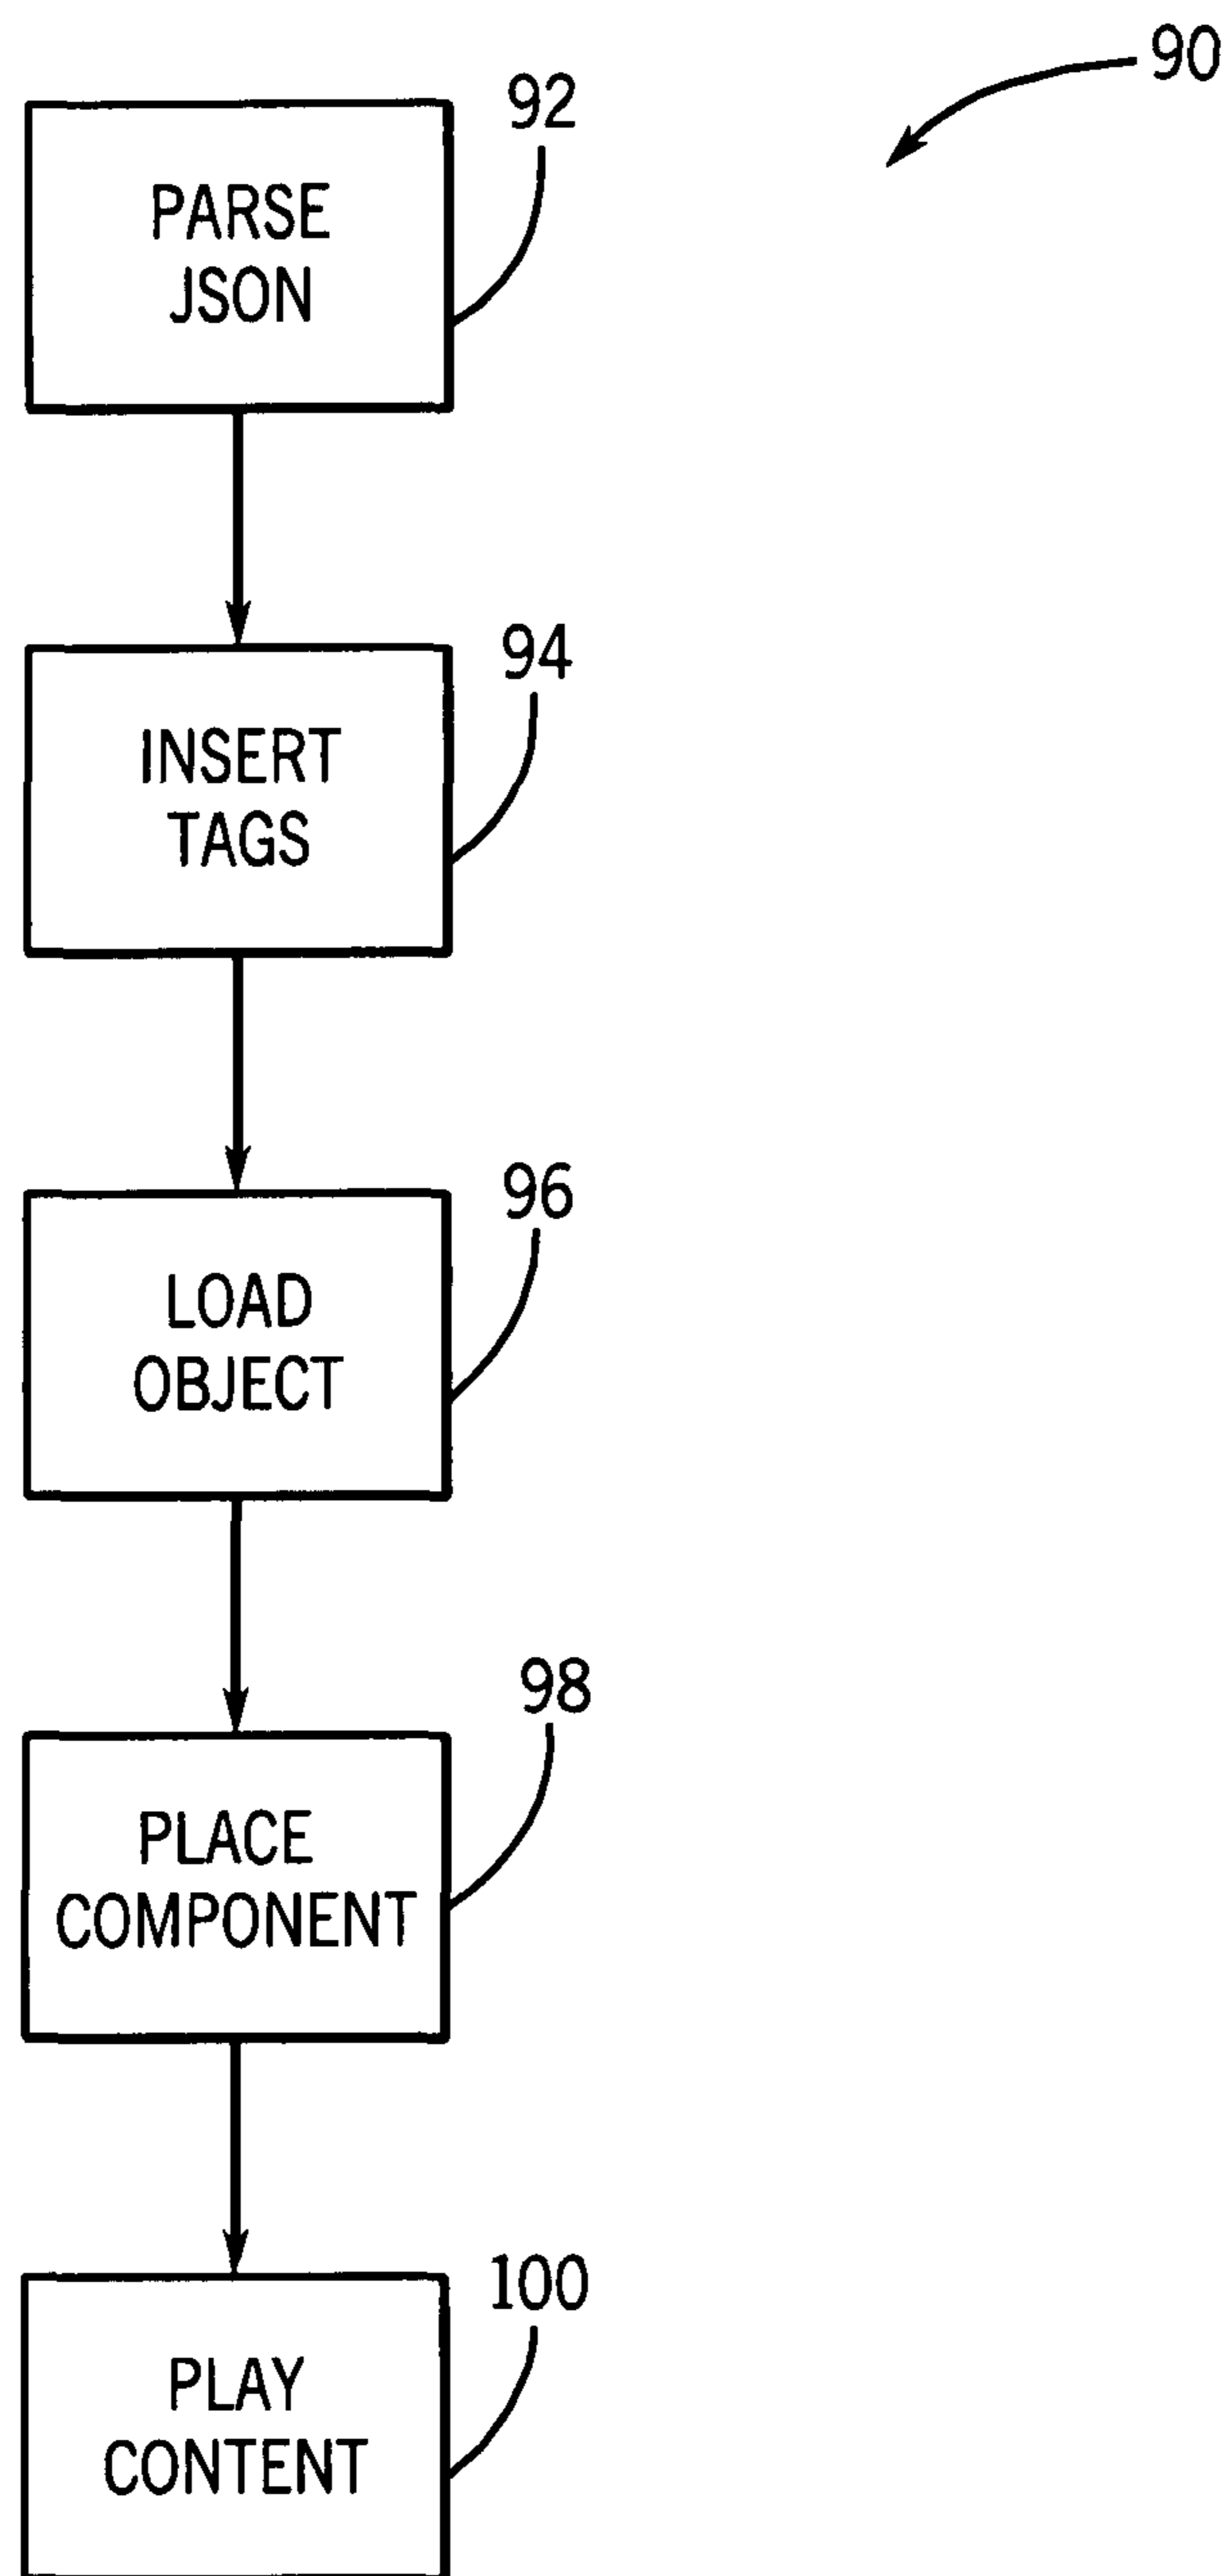 90
92
PARSE
JSON
94
INSERT
TAGS
96
LOAD
OBJECT
98
PLACE
COMPONENT
100
PLAY
CONTENT